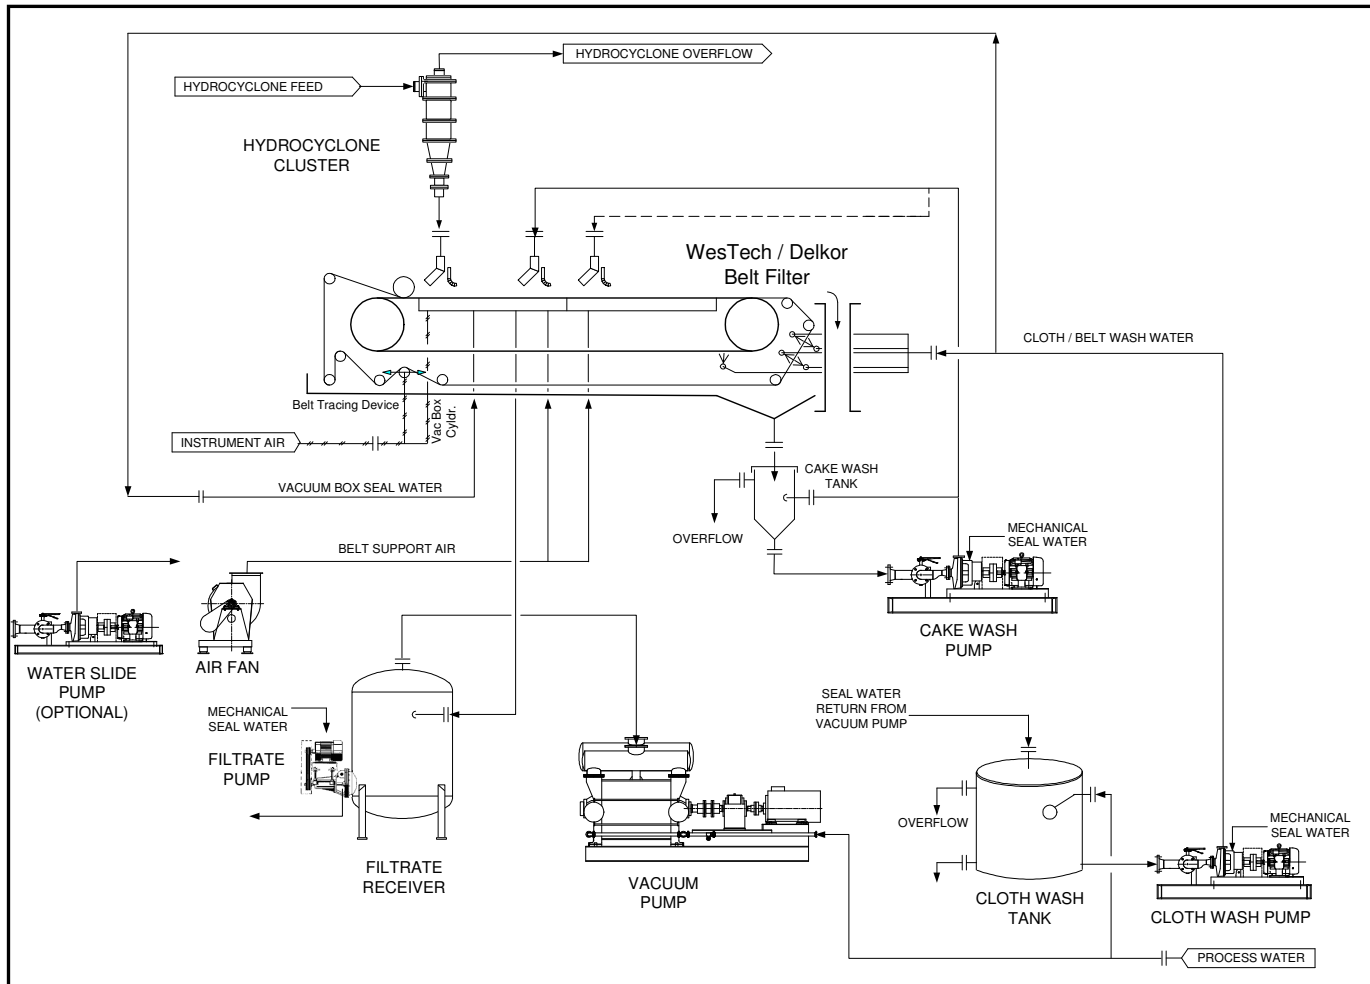 HYDROCYCLONE OVERFLOW
HYDROCYCLONE FEED
HYDROCYCLONE
CLUSTER
WesTech / Delkor
Belt Filter
CLOTH / BELT WASH WATER
Belt Tracing Device
Vac Box
Cyldr.
INSTRUMENT AIR
VACUUM BOX SEAL WATER
CAKE WASH
TANK
OVERFLOW
MECHANICAL
SEAL WATER
BELT SUPPORT AIR
CAKE WASH
PUMP
WATER SLIDE
PUMP
(OPTIONAL)
AIR FAN
MECHANICAL
SEAL WATER
FILTRATE
PUMP
SEAL WATER
RETURN FROM
VACUUM PUMP
OVERFLOW
MECHANICAL
SEAL WATER
FILTRATE
RECEIVER
VACUUM
PUMP
CLOTH WASH
TANK
CLOTH WASH PUMP
PROCESS WATER